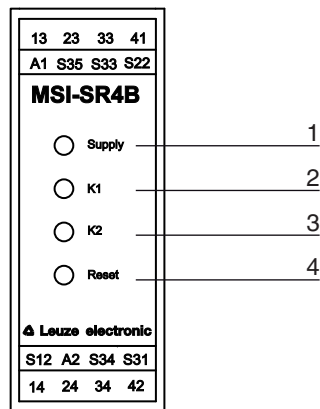 13 23 33 41
A1 S35 S33 S22
MSI-SR4B
Supply 1
K1 2
K2 3
Reset 4
Leuze electronic
S12 A2 S34 S31
14 24 34 42